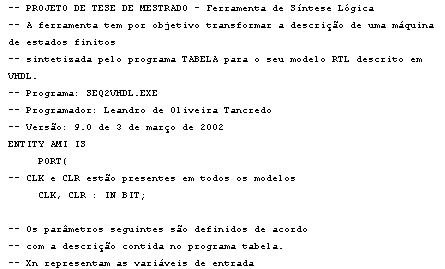 -- PROJETO DE TESE DE MESTRADO - Ferramenta de Síntese Lógica
-- A ferramenta tem por objetivo transformar a descrição de uma máquina
de estados finitos
-- sintetisada pelo programa TABELA para o seu modelo RTL descrito em
VHDL.
-- Programa: SEQ2VHDL.EXE
-- Programador: Leandro de Oliveira Tancredo
-- Versão: 9.0 de 3 de março de 2002
ENTITY AMI IS
PORT(
-- CLK e CLR estão presentes em todos os modelos
CLK, CLR : IN BIT;
-- Os parâmetros seguintes são definidos de acordo
-- com a descrição contida no programa tabela.
-- Xn representam as variáveis de entrada